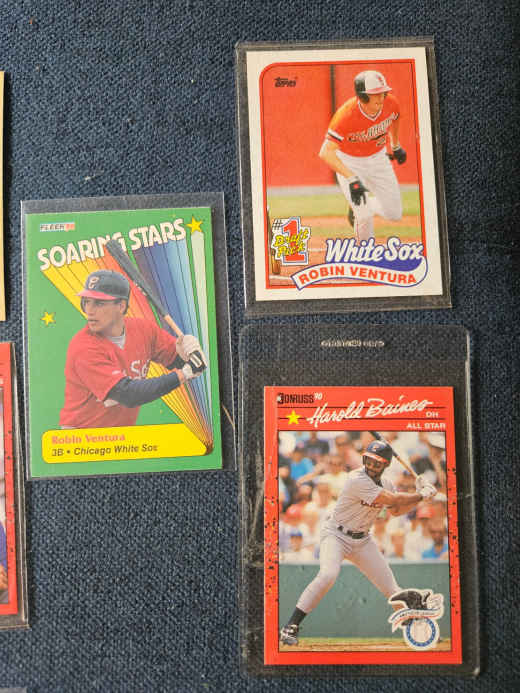 Topps
#1
Draft
Pick
White Sox
ROBIN VENTURA
FLEER 90
SOARING STARS
Robin Ventura
3B • Chicago White Sox
DONRUSS 90
Harold Baines
DH
ALL STAR